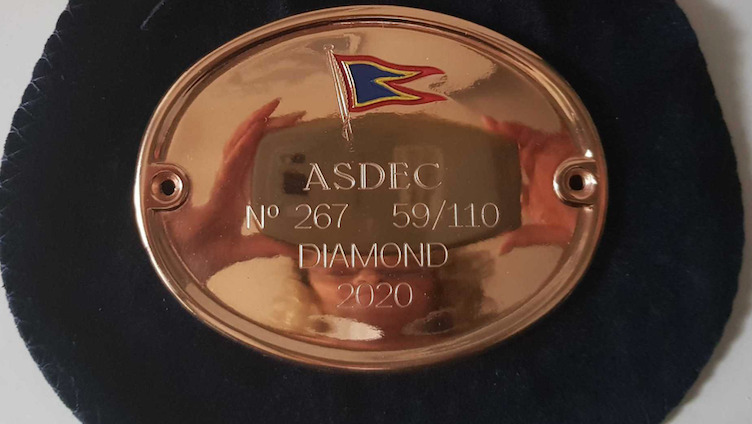 ASDEC
Nº 267 59/110
DIAMOND
2020